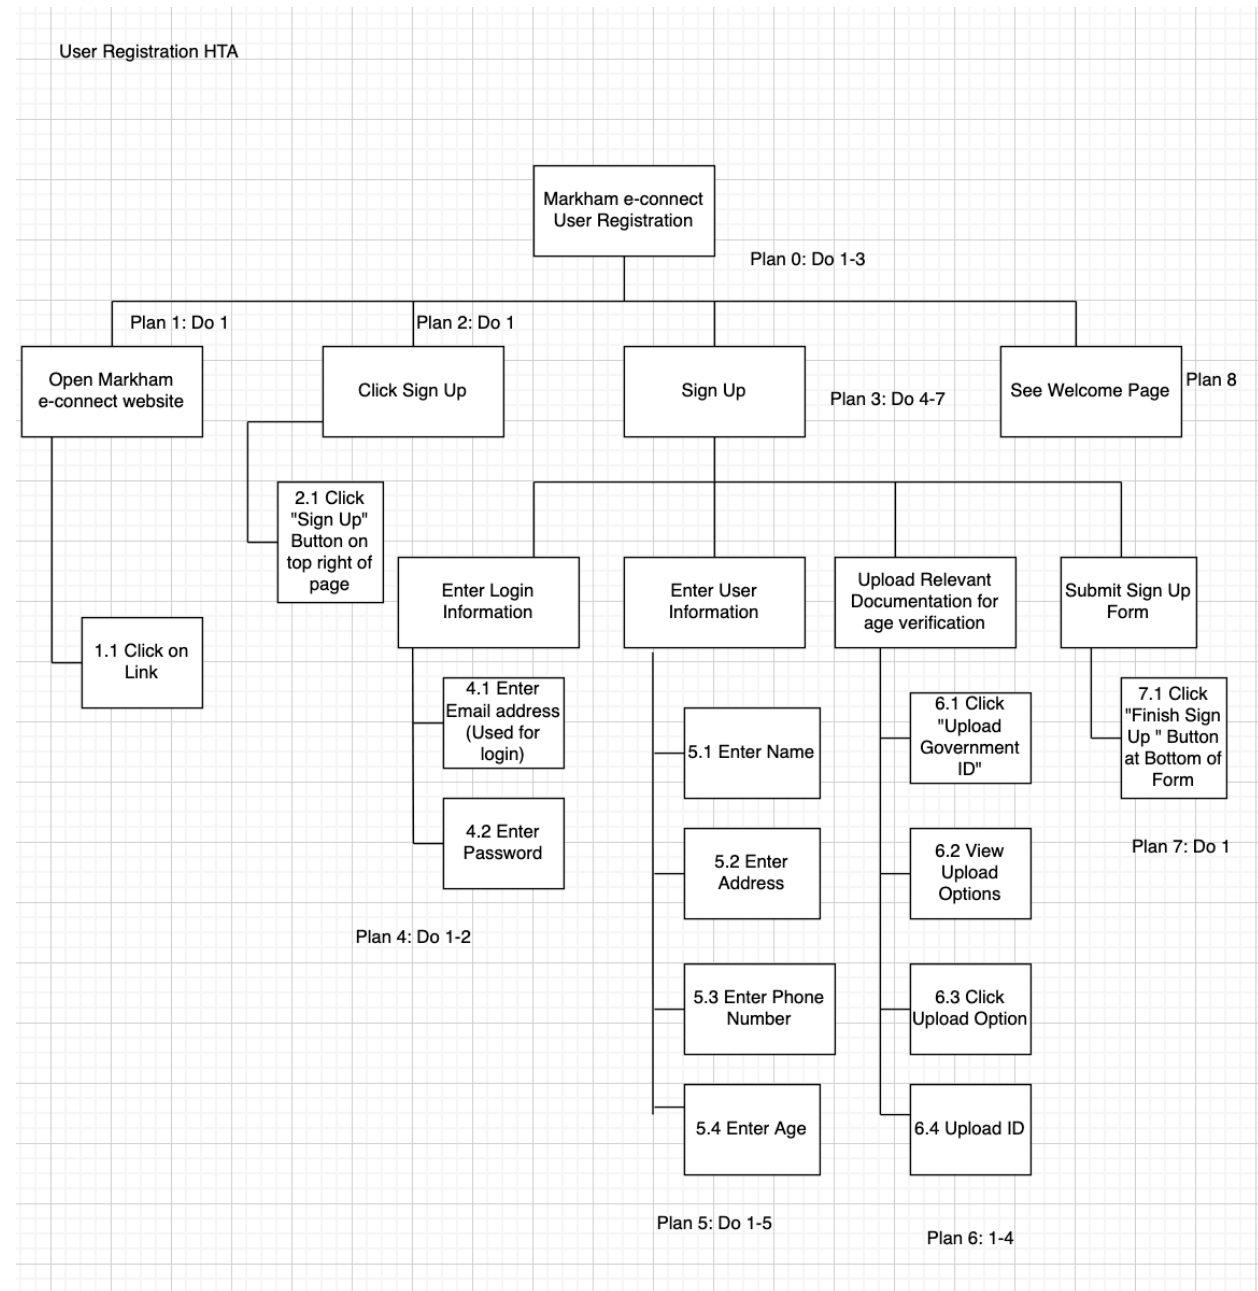 User Registration HTA
Markham e-connect
User Registration
Plan 0: Do 1-3
Plan 1: Do 1
Plan 2: Do 1
Open Markham
e-connect website
Click Sign Up
Sign Up
Plan 3: Do 4-7
See Welcome Page
Plan 8
2.1 Click
"Sign Up"
Button on
top right of
page
1.1 Click on
Link
Enter Login
Information
Enter User
Information
Upload Relevant
Documentation for
age verification
Submit Sign Up
Form
4.1 Enter
Email address
(Used for
login)
4.2 Enter
Password
Plan 4: Do 1-2
5.1 Enter Name
5.2 Enter
Address
5.3 Enter Phone
Number
5.4 Enter Age
Plan 5: Do 1-5
6.1 Click
"Upload
Government
ID"
6.2 View
Upload
Options
6.3 Click
Upload Option
6.4 Upload ID
Plan 6: 1-4
7.1 Click
"Finish Sign
Up " Button
at Bottom of
Form
Plan 7: Do 1